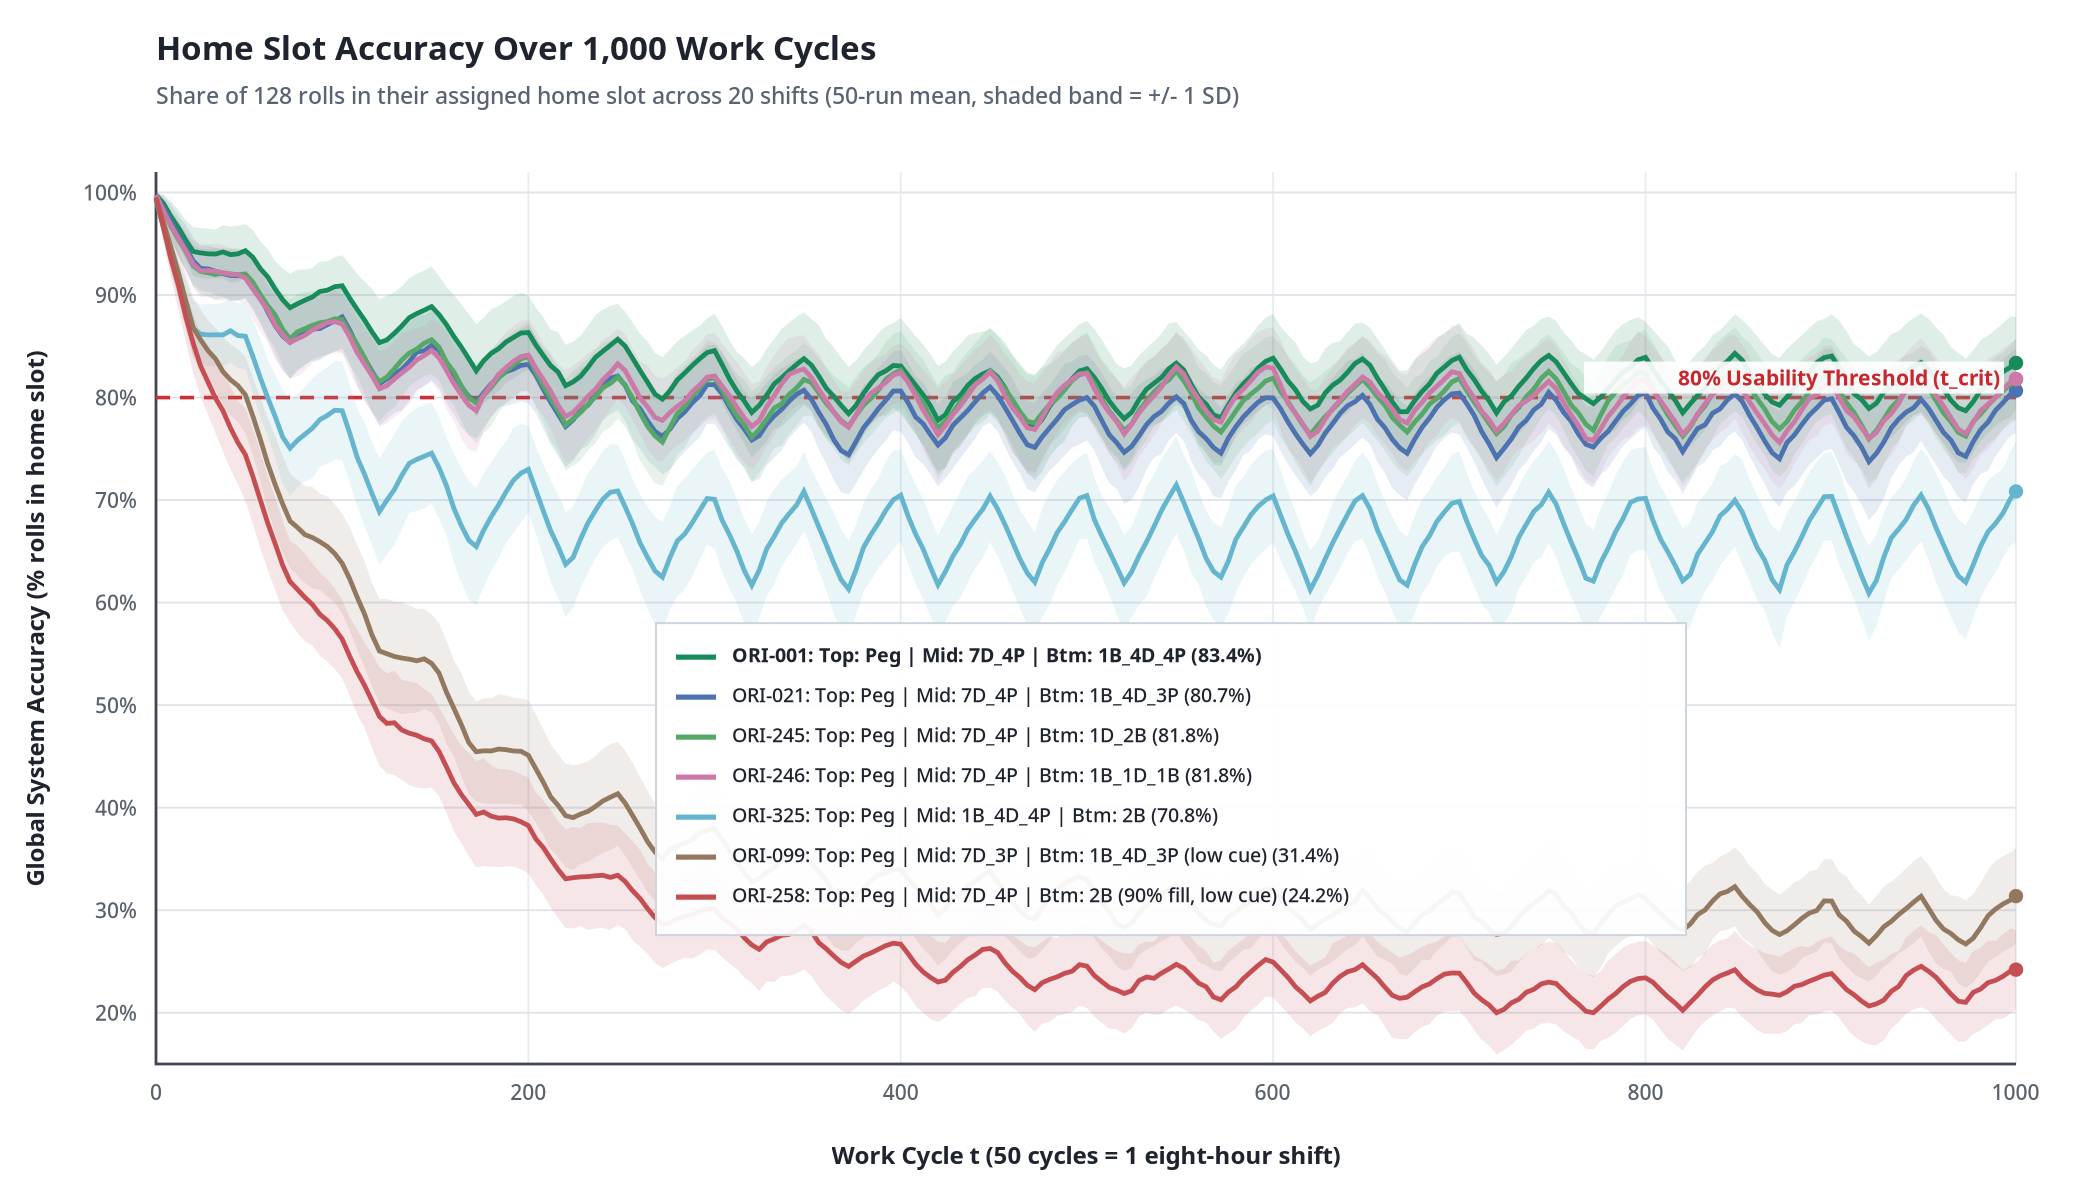 Home Slot Accuracy Over 1,000 Work Cycles
Share of 128 rolls in their assigned home slot across 20 shifts (50-run mean, shaded band = +/- 1 SD)
Global System Accuracy (% rolls in home slot)
100%
90%
80%
70%
60%
50%
40%
30%
20%
80% Usability Threshold (t_crit)
ORI-001: Top: Peg | Mid: 7D_4P | Btm: 1B_4D_4P (83.4%)
ORI-021: Top: Peg | Mid: 7D_4P | Btm: 1B_4D_3P (80.7%)
ORI-245: Top: Peg | Mid: 7D_4P | Btm: 1D_2B (81.8%)
ORI-246: Top: Peg | Mid: 7D_4P | Btm: 1B_1D_1B (81.8%)
ORI-325: Top: Peg | Mid: 1B_4D_4P | Btm: 2B (70.8%)
ORI-099: Top: Peg | Mid: 7D_3P | Btm: 1B_4D_3P (low cue) (31.4%)
ORI-258: Top: Peg | Mid: 7D_4P | Btm: 2B (90% fill, low cue) (24.2%)
0
200
400
600
800
1000
Work Cycle t (50 cycles = 1 eight-hour shift)